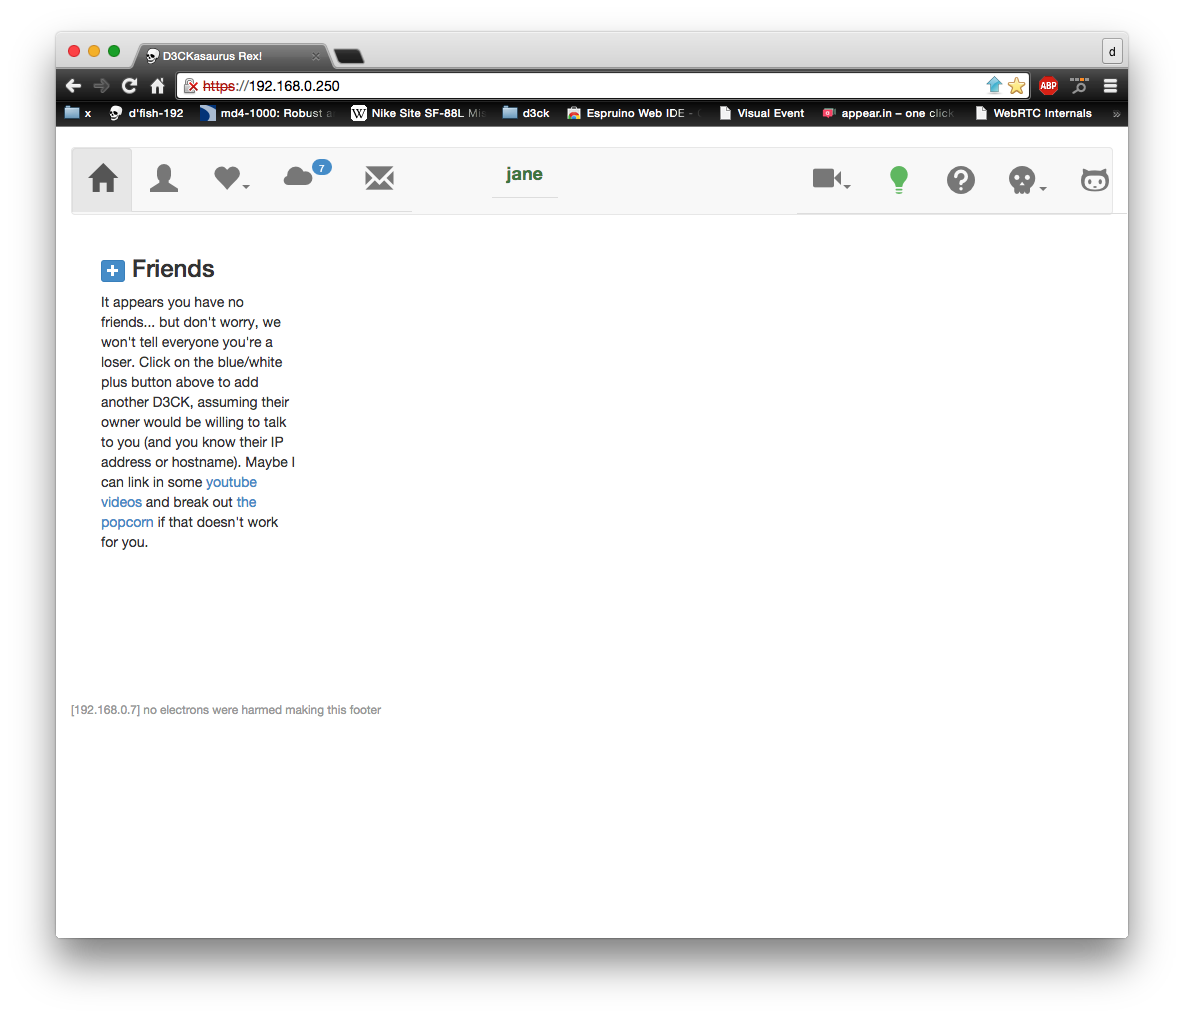 D3CKasaurus Rex!
d
https://192.168.0.250
ABP
x
d'fish-192
md4-1000: Robust a
Nike Site SF-88L Mis
d3ck
Espruino Web IDE -
Visual Event
appear.in – one click
WebRTC Internals
»
7
jane
Friends
It appears you have no
friends... but don't worry, we
won't tell everyone you're a
loser. Click on the blue/white
plus button above to add
another D3CK, assuming their
owner would be willing to talk
to you (and you know their IP
address or hostname). Maybe I
can link in some youtube
videos and break out the
popcorn if that doesn't work
for you.
[192.168.0.7] no electrons were harmed making this footer